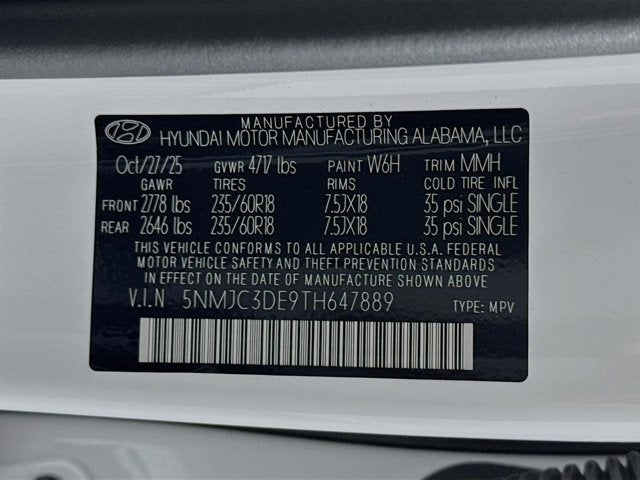 MANUFACTURED BY
HYUNDAI MOTOR MANUFACTURING ALABAMA, LLC
Oct/27/25 GVWR 4717 lbs PAINT W6H TRIM MMH
GAWR TIRES RIMS COLD TIRE INFL
FRONT 2778 lbs 235/60R18 7.5JX18 35 psi SINGLE
REAR 2646 lbs 235/60R18 7.5JX18 35 psi SINGLE
THIS VEHICLE CONFORMS TO ALL APPLICABLE U.S.A. FEDERAL
MOTOR VEHICLE SAFETY, AND THEFT PREVENTION STANDARDS
IN EFFECT ON THE DATE OF MANUFACTURE SHOWN ABOVE
V.I.N 5NMJC3DE9TH647889 TYPE: MPV